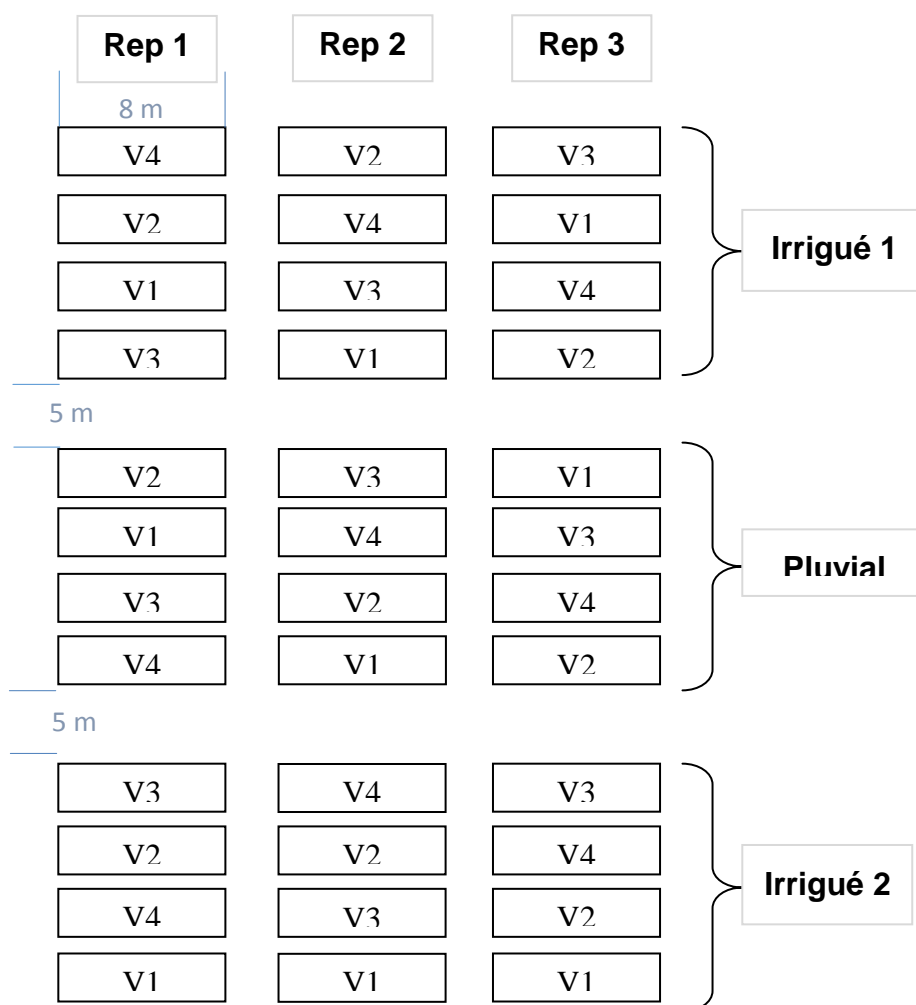 Rep 1 Rep 2 Rep 3
8 m
V4 V2 V3
V2 V4 V1
Irrigué 1
V1 V3 V4
V3 V1 V2
5 m
V2 V3 V1
V1 V4 V3
Pluvial
V3 V2 V4
V4 V1 V2
5 m
V3 V4 V3
V2 V2 V4
Irrigué 2
V4 V3 V2
V1 V1 V1